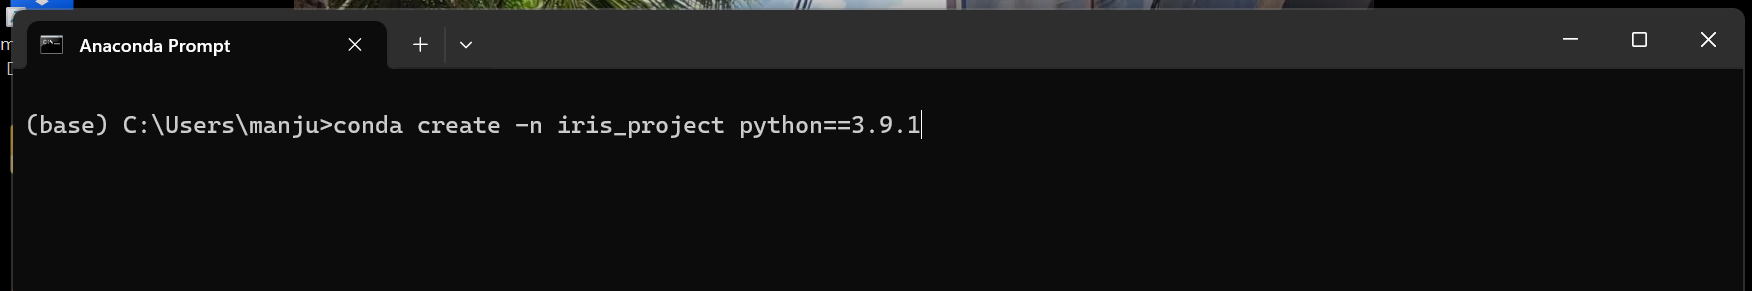 Anaconda Prompt
m
(base) C:\Users\manju>conda create -n iris_project python==3.9.1